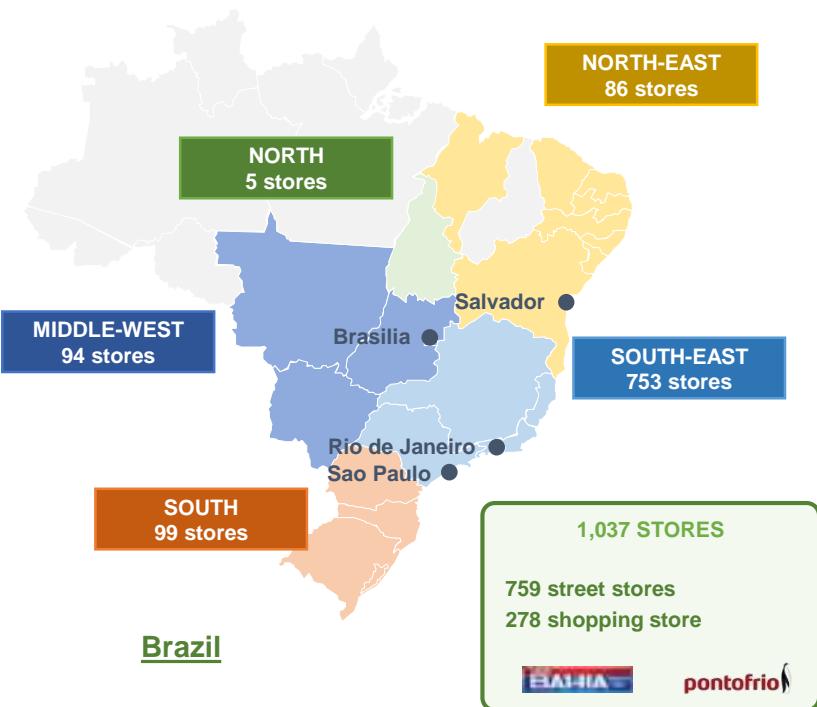 NORTH-EAST
86 stores
NORTH
5 stores
Salvador
MIDDLE-WEST
94 stores
Brasilia
SOUTH-EAST
753 stores
Rio de Janeiro
Sao Paulo
SOUTH
99 stores
1,037 STORES
759 street stores
278 shopping store
Brazil
BAHIA
pontofrio